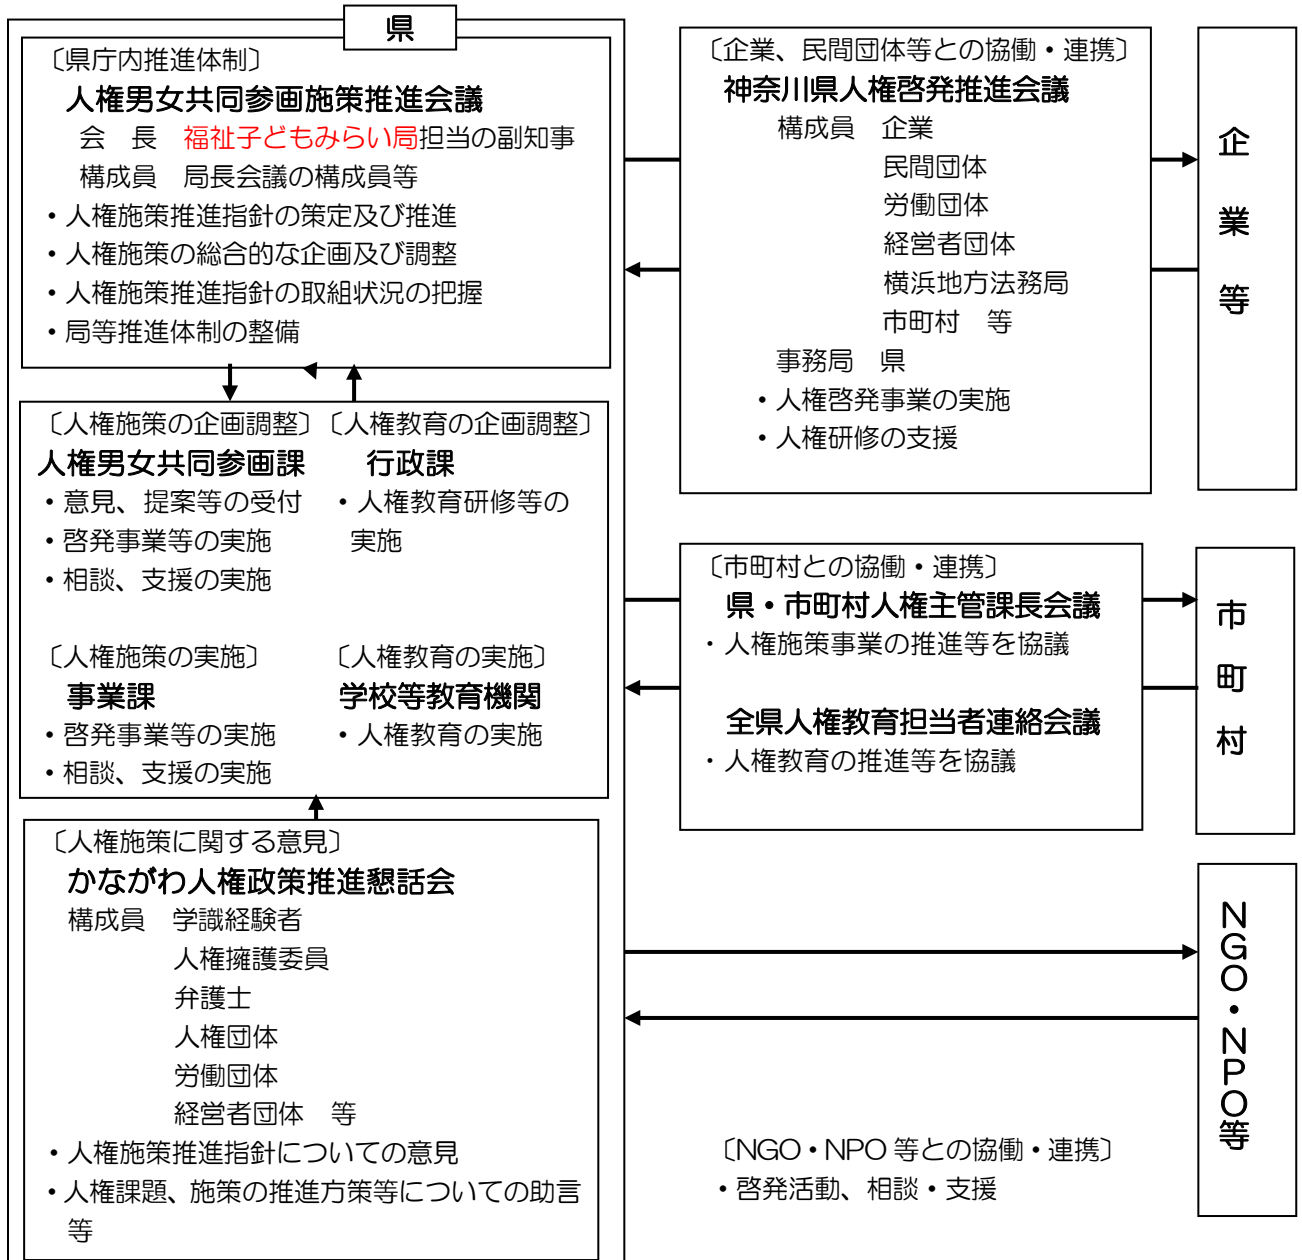 県
〔県庁内推進体制〕
人権男女共同参画施策推進会議
会　長　福祉子どもみらい局担当の副知事
構成員　局長会議の構成員等
・人権施策推進指針の策定及び推進
・人権施策の総合的な企画及び調整
・人権施策推進指針の取組状況の把握
・局等推進体制の整備
〔人権施策の企画調整〕
人権男女共同参画課
・意見、提案等の受付
・啓発事業等の実施
・相談、支援の実施
〔人権教育の企画調整〕
行政課
・人権教育研修等の
実施
〔人権施策の実施〕
事業課
・啓発事業等の実施
・相談、支援の実施
〔人権教育の実施〕
学校等教育機関
・人権教育の実施
〔人権施策に関する意見〕
かながわ人権政策推進懇話会
構成員　学識経験者
人権擁護委員
弁護士
人権団体
労働団体
経営者団体　等
・人権施策推進指針についての意見
・人権課題、施策の推進方策等についての助言
等
〔企業、民間団体等との協働・連携〕
神奈川県人権啓発推進会議
構成員　企業
民間団体
労働団体
経営者団体
横浜地方法務局
市町村　等
事務局　県
・人権啓発事業の実施
・人権研修の支援
企業等
〔市町村との協働・連携〕
県・市町村人権主管課長会議
・人権施策事業の推進等を協議
全県人権教育担当者連絡会議
・人権教育の推進等を協議
市町村
〔NGO・NPO 等との協働・連携〕
・啓発活動、相談・支援
NGO・NPO等